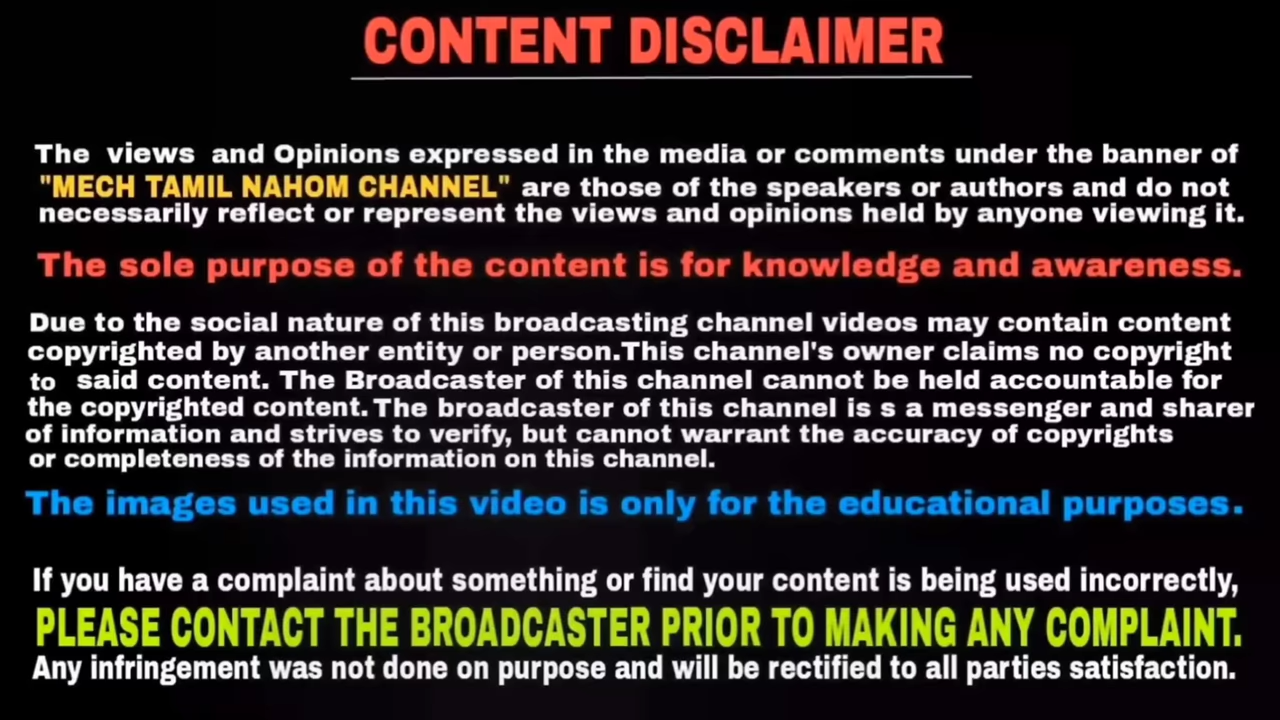 CONTENT DISCLAIMER
The views and Opinions expressed in the media or comments under the banner of
"MECH TAMIL NAHOM CHANNEL" are those of the speakers or authors and do not
necessarily reflect or represent the views and opinions held by anyone viewing it.
The sole purpose of the content is for knowledge and awareness.
Due to the social nature of this broadcasting channel videos may contain content
copyrighted by another entity or person.This channel's owner claims no copyright
to said content. The Broadcaster of this channel cannot be held accountable for
the copyrighted content. The broadcaster of this channel is s a messenger and sharer
of information and strives to verify, but cannot warrant the accuracy of copyrights
or completeness of the information on this channel.
The images used in this video is only for the educational purposes.
If you have a complaint about something or find your content is being used incorrectly,
PLEASE CONTACT THE BROADCASTER PRIOR TO MAKING ANY COMPLAINT.
Any infringement was not done on purpose and will be rectified to all parties satisfaction.